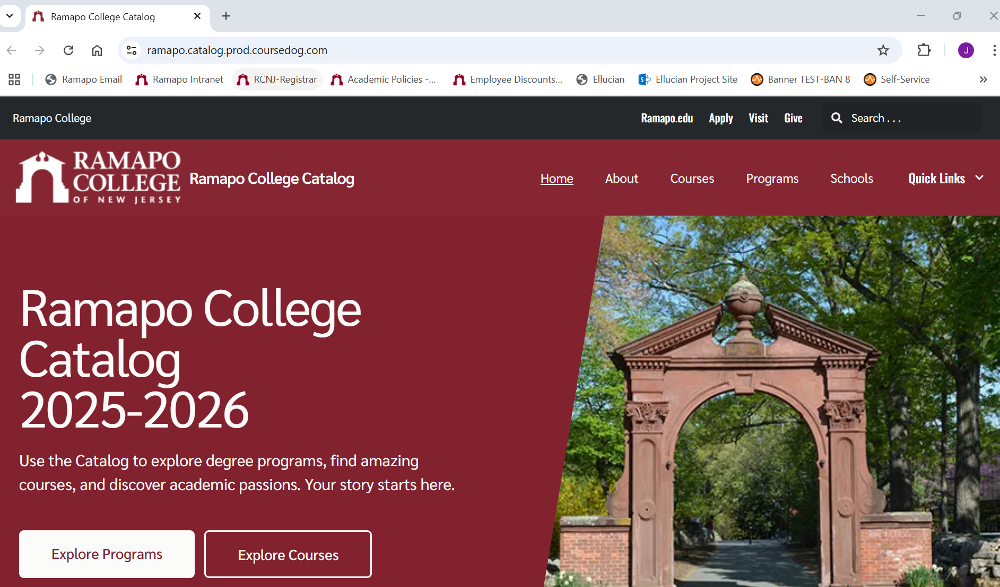 Ramapo College Catalog
ramapo.catalog.prod.coursedog.com
J
Ramapo Email
Ramapo Intranet
RCNJ-Registrar
Academic Policies -...
Employee Discounts...
Ellucian
Ellucian Project Site
Banner TEST-BAN 8
Self-Service
Ramapo College
Ramapo.edu
Apply
Visit
Give
Search . . .
RAMAPO
COLLEGE
OF NEW JERSEY
Ramapo College Catalog
Home
About
Courses
Programs
Schools
Quick Links
Ramapo College
Catalog
2025-2026
Use the Catalog to explore degree programs, find amazing
courses, and discover academic passions. Your story starts here.
Explore Programs
Explore Courses